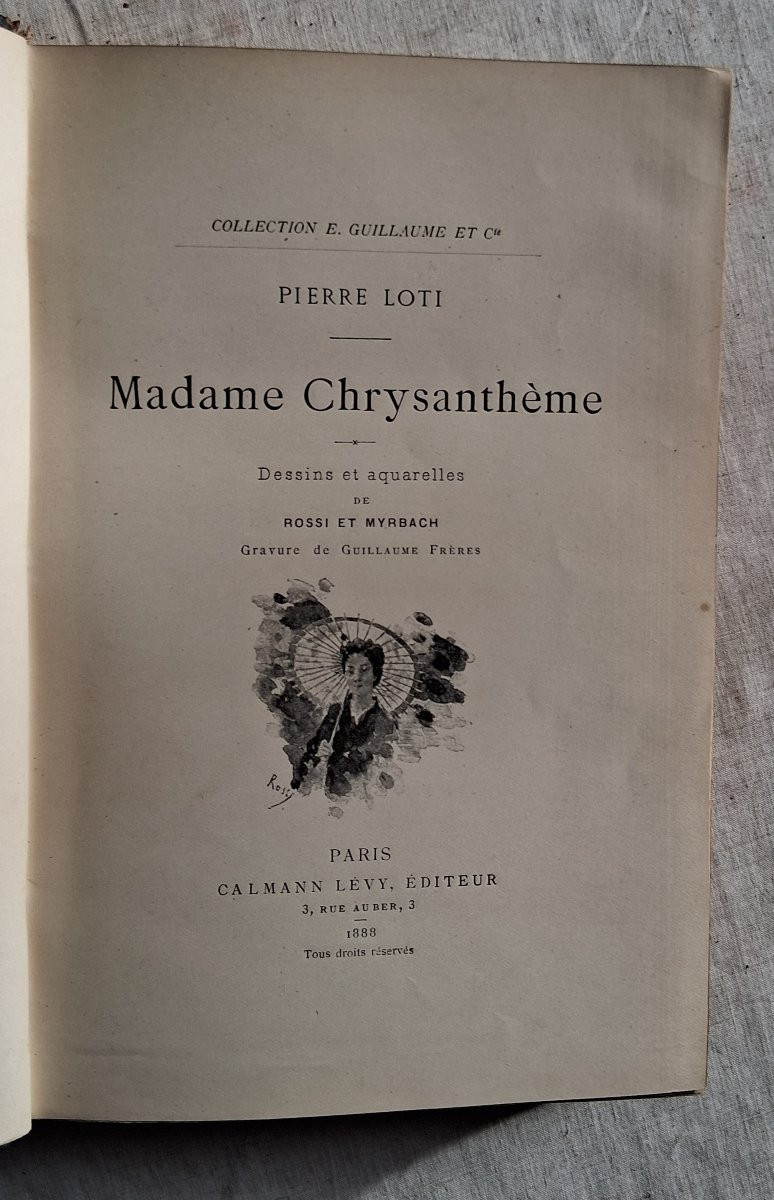 COLLECTION E. GUILLAUME ET Cie
PIERRE LOTI
Madame Chrysanthème
Dessins et aquarelles
DE
ROSSI ET MYRBACH
Gravure de GUILLAUME FRÈRES
Rossi
PARIS
CALMANN LÉVY, ÉDITEUR
3, RUE AUBER, 3
1888
Tous droits réservés